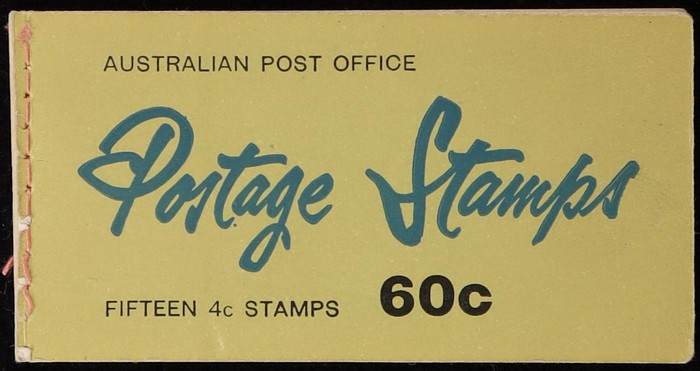 AUSTRALIAN POST OFFICE
Postage Stamps
FIFTEEN 4c STAMPS 60c